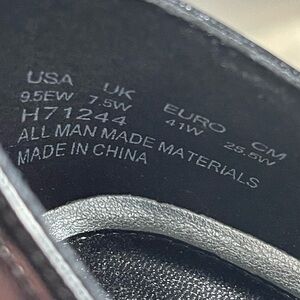 USA UK EURO CM
9.5EW 7.5W 41W 25.5W
H71244
ALL MAN MADE MATERIALS
MADE IN CHINA